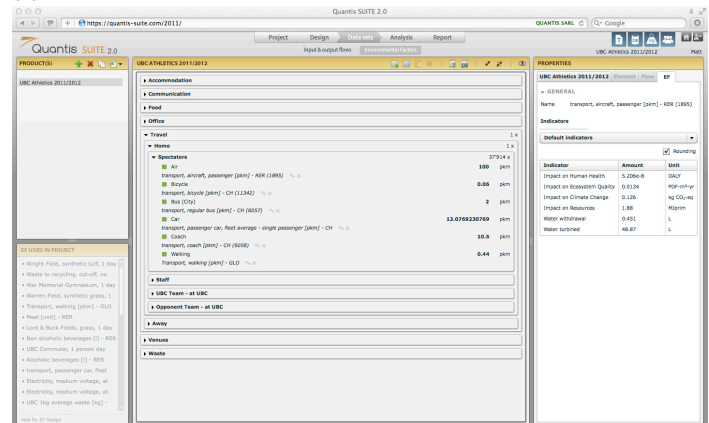 Quantis SUITE 2.0
https://quantis-suite.com/2011/
QUANTIS SARL
Google
Quantis SUITE 2.0
Project
Design
Data sets
Analysis
Report
Input & output flows
Environmental Factors
UBC Athletics 2011/2012
Matt
PRODUCT(S)
UBC Athletics 2011/2012
EF USED IN PROJECT
• Wright Field, synthetic turf, 1 day
• Waste to recycling, cut-off, no
• War Memorial Gymnasium, 1 day
• Warren Field, synthetic grass, 1
• Transport, walking [pkm] - GLO
• Meal [unit] - RER
• Lord & Buck Fields, grass, 1 day
• Non alcoholic beverages [l] - RER
• UBC Commuter, 1 person day
• Alcoholic beverages [l] - RER
• transport, passenger car, fleet
• Electricity, medium voltage, at
• Electricity, medium voltage, at
• UBC 1kg average waste [kg] -
Help for EF Design
UBC ATHLETICS 2011/2012
Accommodation
Communication
Food
Office
Travel 1 x
Home 1 x
Spectators 37'914 x
Air 100 pkm
transport, aircraft, passenger [pkm] - RER (1895)
Bicycle 0.06 pkm
transport, bicycle [pkm] - CH (11342)
Bus (City) 2 pkm
transport, regular bus [pkm] - CH (6057)
Car 13.0769230769 pkm
transport, passenger car, fleet average - single passenger [pkm] - CH
Coach 10.5 pkm
transport, coach [pkm] - CH (6058)
Walking 0.44 pkm
Transport, walking [pkm] - GLO
Staff
UBC Team - at UBC
Opponent Team - at UBC
Away
Venues
Waste
PROPERTIES
UBC Athletics 2011/2012 Element Flow EF
GENERAL
Name transport, aircraft, passenger [pkm] - RER (1895)
Indicators
Default indicators
Rounding
Indicator Amount Unit
Impact on Human Health 5.206e-8 DALY
Impact on Ecosystem Quality 0.0134 PDF·m²·yr
Impact on Climate Change 0.126 kg CO₂-eq
Impact on Resources 1.88 MJprim
Water withdrawal 0.451 L
Water turbined 48.87 L